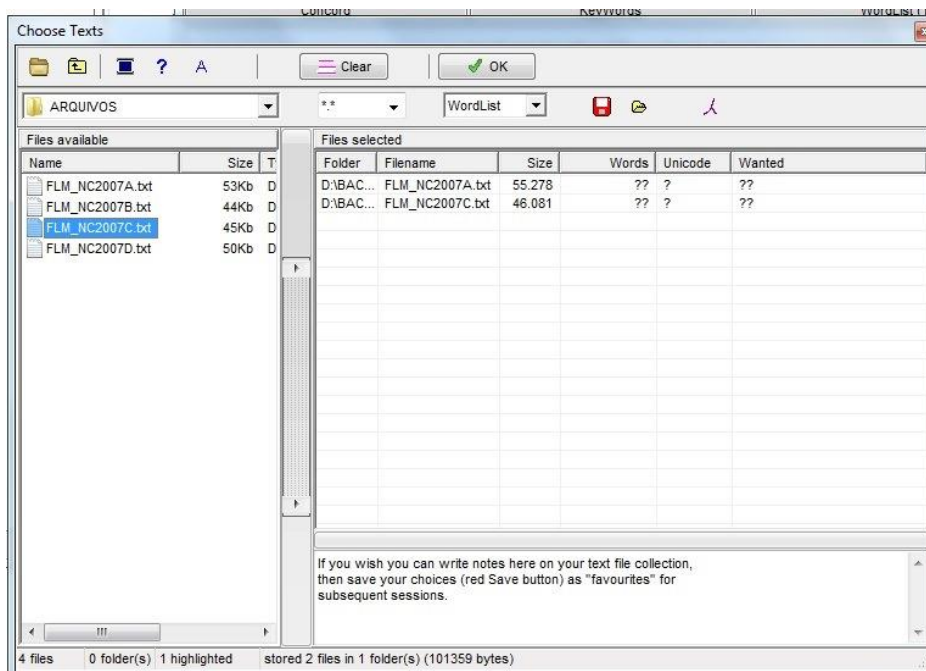 Concord KeyWords WordList
Choose Texts
? A Clear OK
ARQUIVOS *.* WordList
Files available
Name Size T
FLM_NC2007A.txt 53Kb D
FLM_NC2007B.txt 44Kb D
FLM_NC2007C.txt 45Kb D
FLM_NC2007D.txt 50Kb D
Files selected
Folder Filename Size Words Unicode Wanted
D:\BAC... FLM_NC2007A.txt 55.278 ?? ? ??
D:\BAC... FLM_NC2007C.txt 46.081 ?? ? ??
If you wish you can write notes here on your text file collection,
then save your choices (red Save button) as "favourites" for
subsequent sessions.
4 files 0 folder(s) 1 highlighted stored 2 files in 1 folder(s) (101359 bytes)